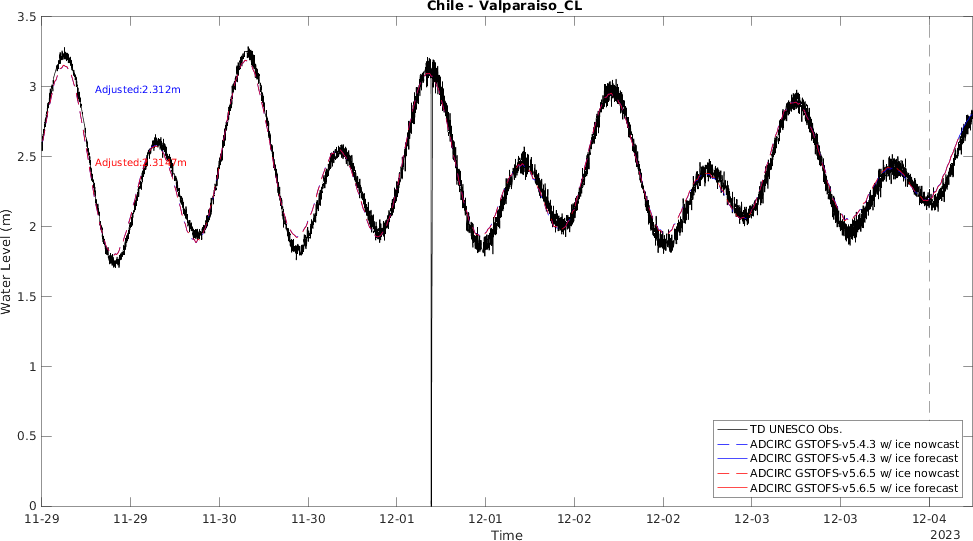 Chile - Valparaiso_CL
3.5
3
2.5
2
1.5
1
0.5
0
Water Level (m)
Adjusted:2.312m
Adjusted:2.3147m
TD UNESCO Obs.
ADCIRC GSTOFS-v5.4.3 w/ ice nowcast
ADCIRC GSTOFS-v5.4.3 w/ ice forecast
ADCIRC GSTOFS-v5.6.5 w/ ice nowcast
ADCIRC GSTOFS-v5.6.5 w/ ice forecast
11-29 11-29 11-30 11-30 12-01 12-01 12-02 12-02 12-03 12-03 12-04
Time
2023